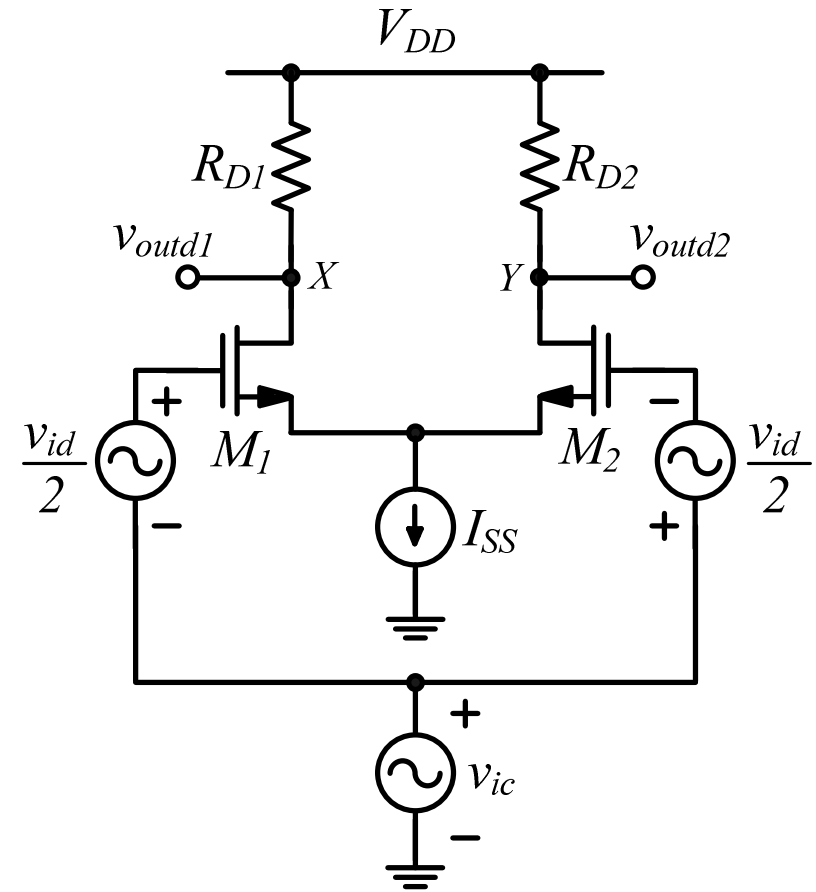 V_DD
R_D1
R_D2
v_outd1
v_outd2
X
Y
+
−
v_id
2
M_1
M_2
v_id
2
−
+
I_SS
+
v_ic
−